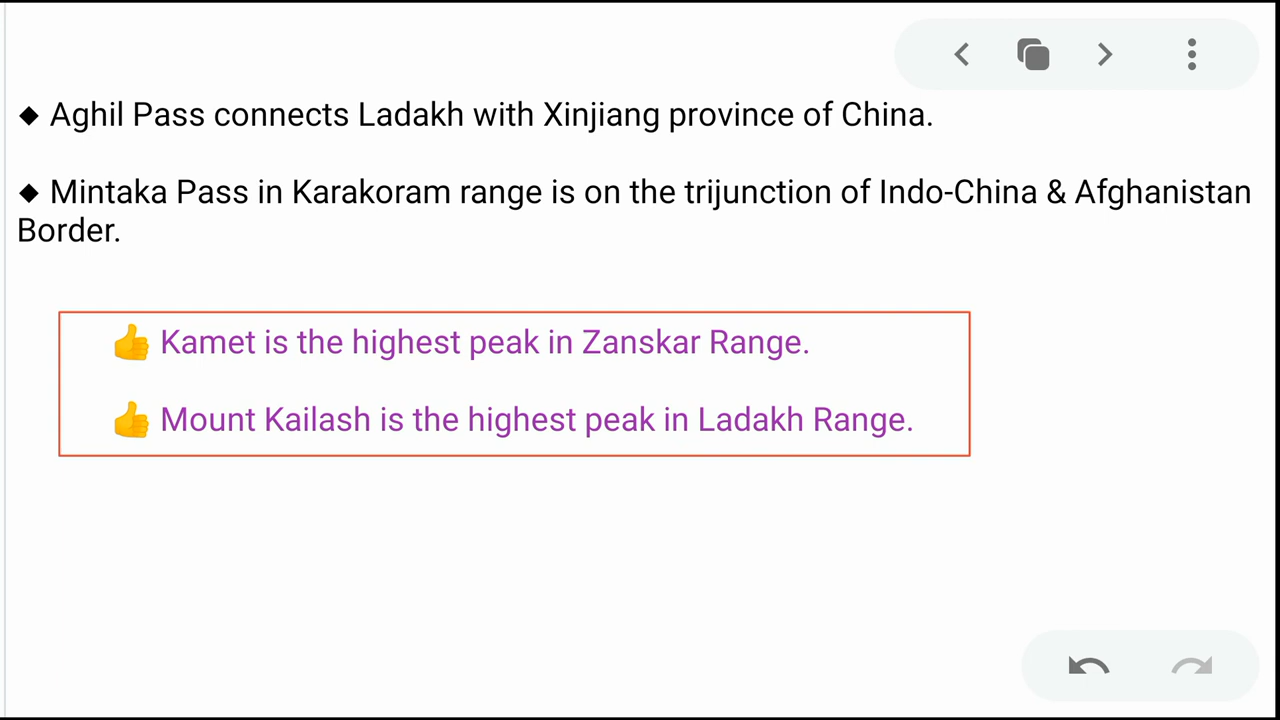 ◆ Aghil Pass connects Ladakh with Xinjiang province of China.
◆ Mintaka Pass in Karakoram range is on the trijunction of Indo-China & Afghanistan
Border.
👍 Kamet is the highest peak in Zanskar Range.
👍 Mount Kailash is the highest peak in Ladakh Range.